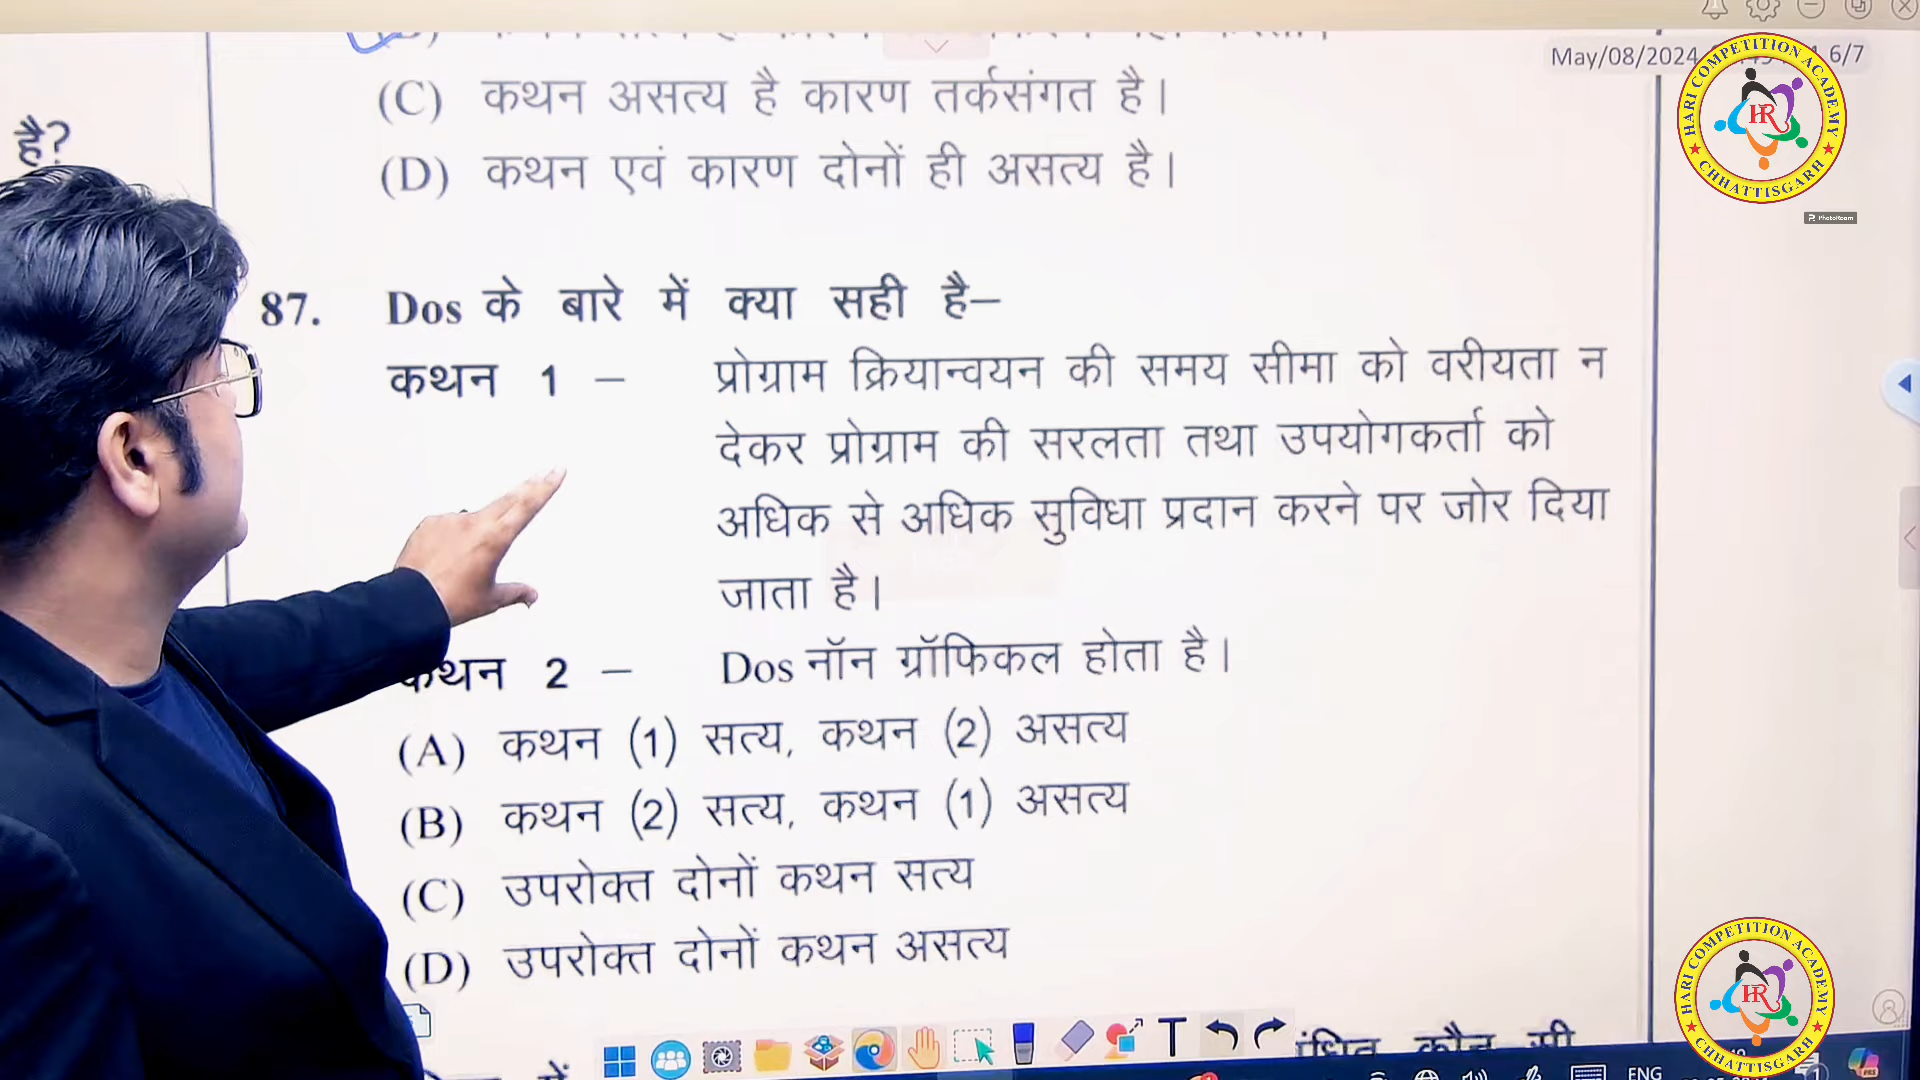 May/08/2024 6/7
(C) कथन असत्य है कारण तर्कसंगत है।
है?
(D) कथन एवं कारण दोनों ही असत्य है।
HARI COMPETITION ACADEMY
HR
CHHATTISGARH
PhotoRoom
87. Dos के बारे में क्या सही है–
कथन 1 – प्रोग्राम क्रियान्वयन की समय सीमा को वरीयता न
देकर प्रोग्राम की सरलता तथा उपयोगकर्ता को
अधिक से अधिक सुविधा प्रदान करने पर जोर दिया
जाता है।
कथन 2 – Dos नॉन ग्रॉफिकल होता है।
(A) कथन (1) सत्य, कथन (2) असत्य
(B) कथन (2) सत्य, कथन (1) असत्य
(C) उपरोक्त दोनों कथन सत्य
(D) उपरोक्त दोनों कथन असत्य
HARI COMPETITION ACADEMY
HR
CHHATTISGARH
T
कौन सी
में
ENG